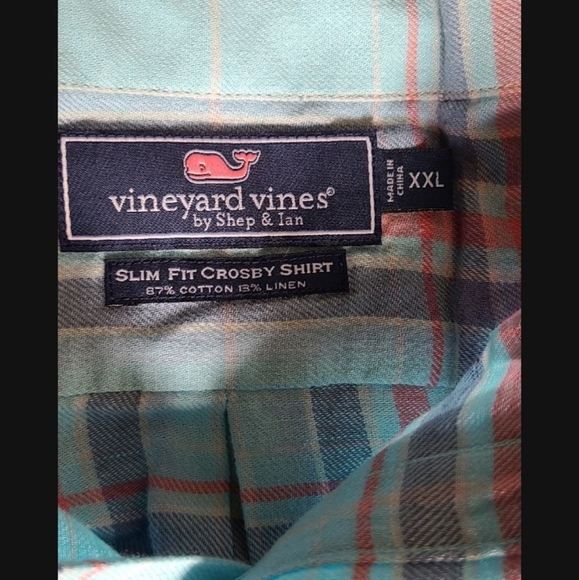 vineyard vines®
by Shep & Ian
MADE IN
CHINA
XXL
SLIM FIT CROSBY SHIRT
87% COTTON 13% LINEN